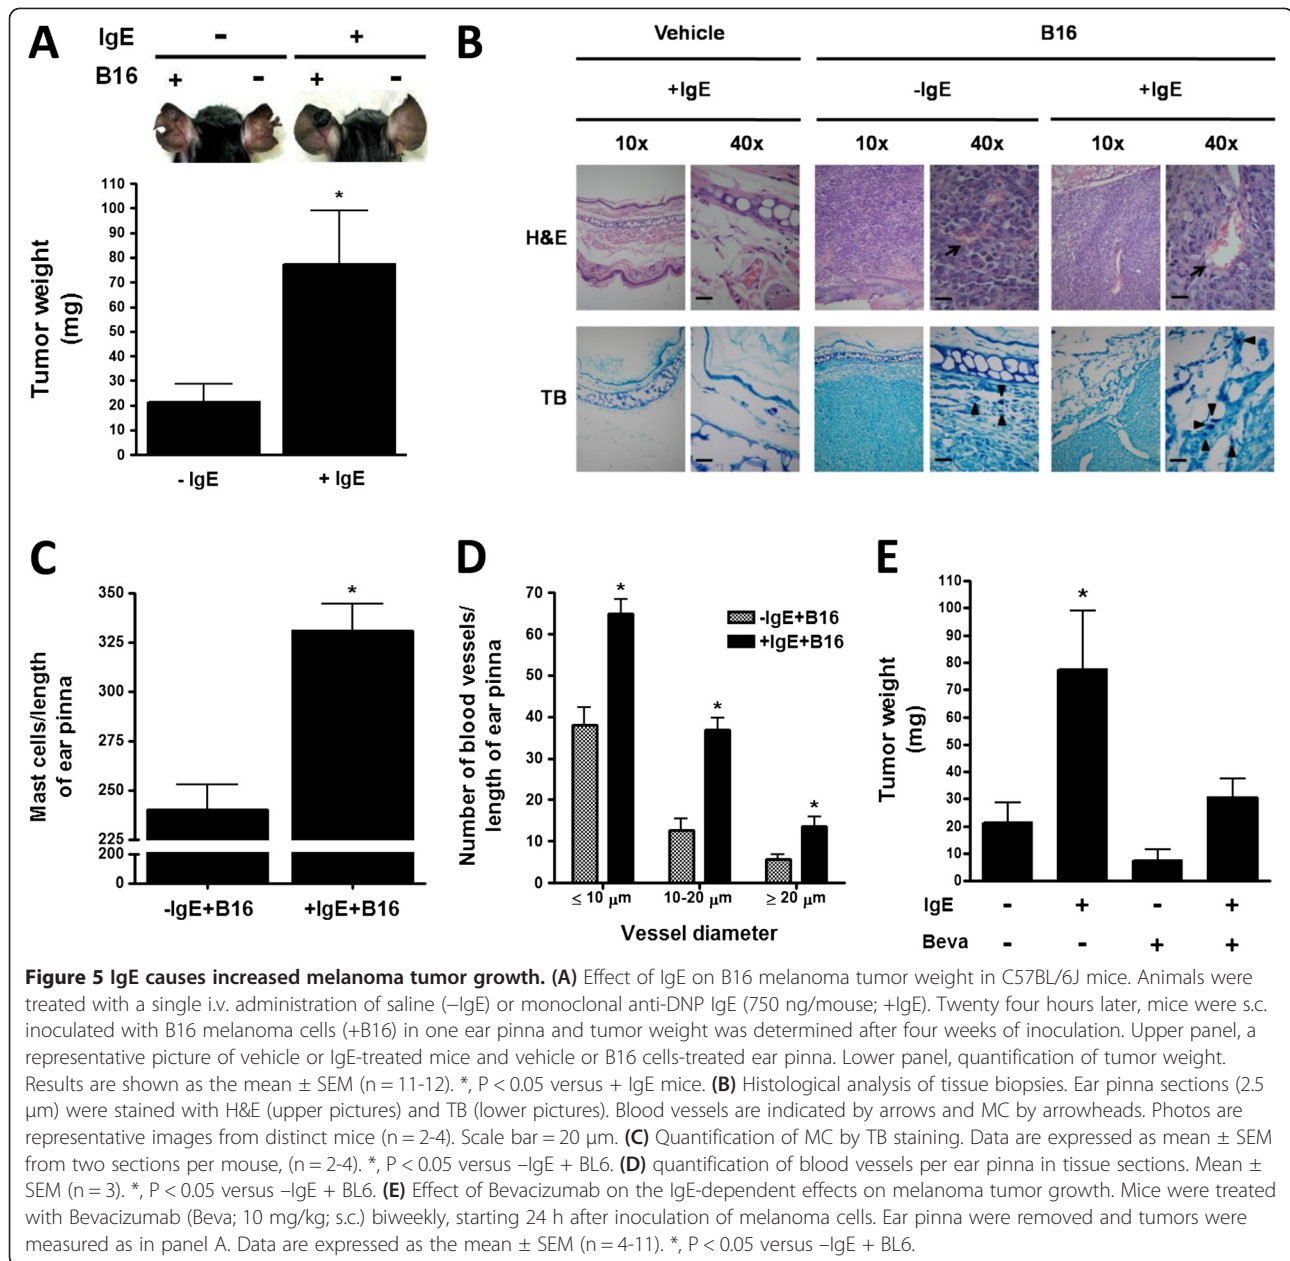 A
IgE - +
B16 + - + -
110
100
90
80
70
60
50
40
30
20
10
0
Tumor weight
(mg)
*
- IgE + IgE
B
Vehicle B16
+IgE -IgE +IgE
10x 40x 10x 40x 10x 40x
H&E
TB
C
350
325
300
275
250
225
200
0
Mast cells/length
of ear pinna
*
-IgE+B16 +IgE+B16
D
70
60
50
40
30
20
10
0
Number of blood vessels/
length of ear pinna
* * *
-IgE+B16
+IgE+B16
≤ 10 μm 10-20 μm ≥ 20 μm
Vessel diameter
E
110
100
90
80
70
60
50
40
30
20
10
0
Tumor weight
(mg)
*
IgE - + - +
Beva - - + +
Figure 5 IgE causes increased melanoma tumor growth. (A) Effect of IgE on B16 melanoma tumor weight in C57BL/6J mice. Animals were
treated with a single i.v. administration of saline (−IgE) or monoclonal anti-DNP IgE (750 ng/mouse; +IgE). Twenty four hours later, mice were s.c.
inoculated with B16 melanoma cells (+B16) in one ear pinna and tumor weight was determined after four weeks of inoculation. Upper panel, a
representative picture of vehicle or IgE-treated mice and vehicle or B16 cells-treated ear pinna. Lower panel, quantification of tumor weight.
Results are shown as the mean ± SEM (n = 11-12). *, P < 0.05 versus + IgE mice. (B) Histological analysis of tissue biopsies. Ear pinna sections (2.5
μm) were stained with H&E (upper pictures) and TB (lower pictures). Blood vessels are indicated by arrows and MC by arrowheads. Photos are
representative images from distinct mice (n = 2-4). Scale bar = 20 μm. (C) Quantification of MC by TB staining. Data are expressed as mean ± SEM
from two sections per mouse, (n = 2-4). *, P < 0.05 versus –IgE + BL6. (D) quantification of blood vessels per ear pinna in tissue sections. Mean ±
SEM (n = 3). *, P < 0.05 versus –IgE + BL6. (E) Effect of Bevacizumab on the IgE-dependent effects on melanoma tumor growth. Mice were treated
with Bevacizumab (Beva; 10 mg/kg; s.c.) biweekly, starting 24 h after inoculation of melanoma cells. Ear pinna were removed and tumors were
measured as in panel A. Data are expressed as the mean ± SEM (n = 4-11). *, P < 0.05 versus –IgE + BL6.